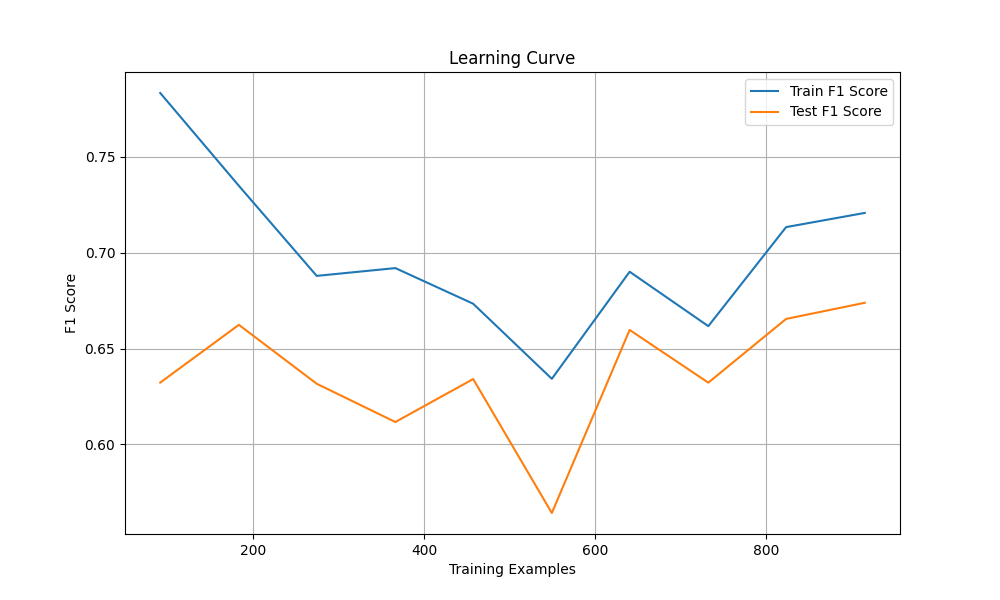 Learning Curve
Train F1 Score
Test F1 Score
0.75
0.70
0.65
0.60
F1 Score
200 400 600 800
Training Examples